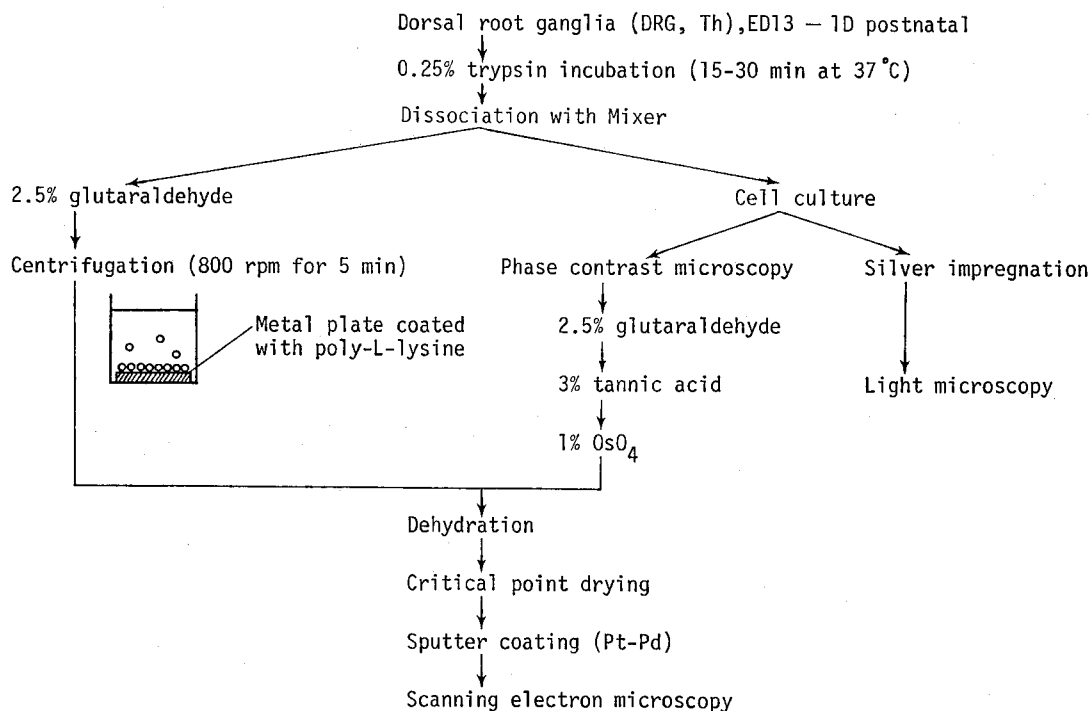 Dorsal root ganglia (DRG, Th),ED13 — 1D postnatal
0.25% trypsin incubation (15-30 min at 37°C)
Dissociation with Mixer
2.5% glutaraldehyde
Cell culture
Centrifugation (800 rpm for 5 min)
Phase contrast microscopy
Silver impregnation
Metal plate coated
with poly-L-lysine
2.5% glutaraldehyde
3% tannic acid
Light microscopy
1% OsO4
Dehydration
Critical point drying
Sputter coating (Pt-Pd)
Scanning electron microscopy